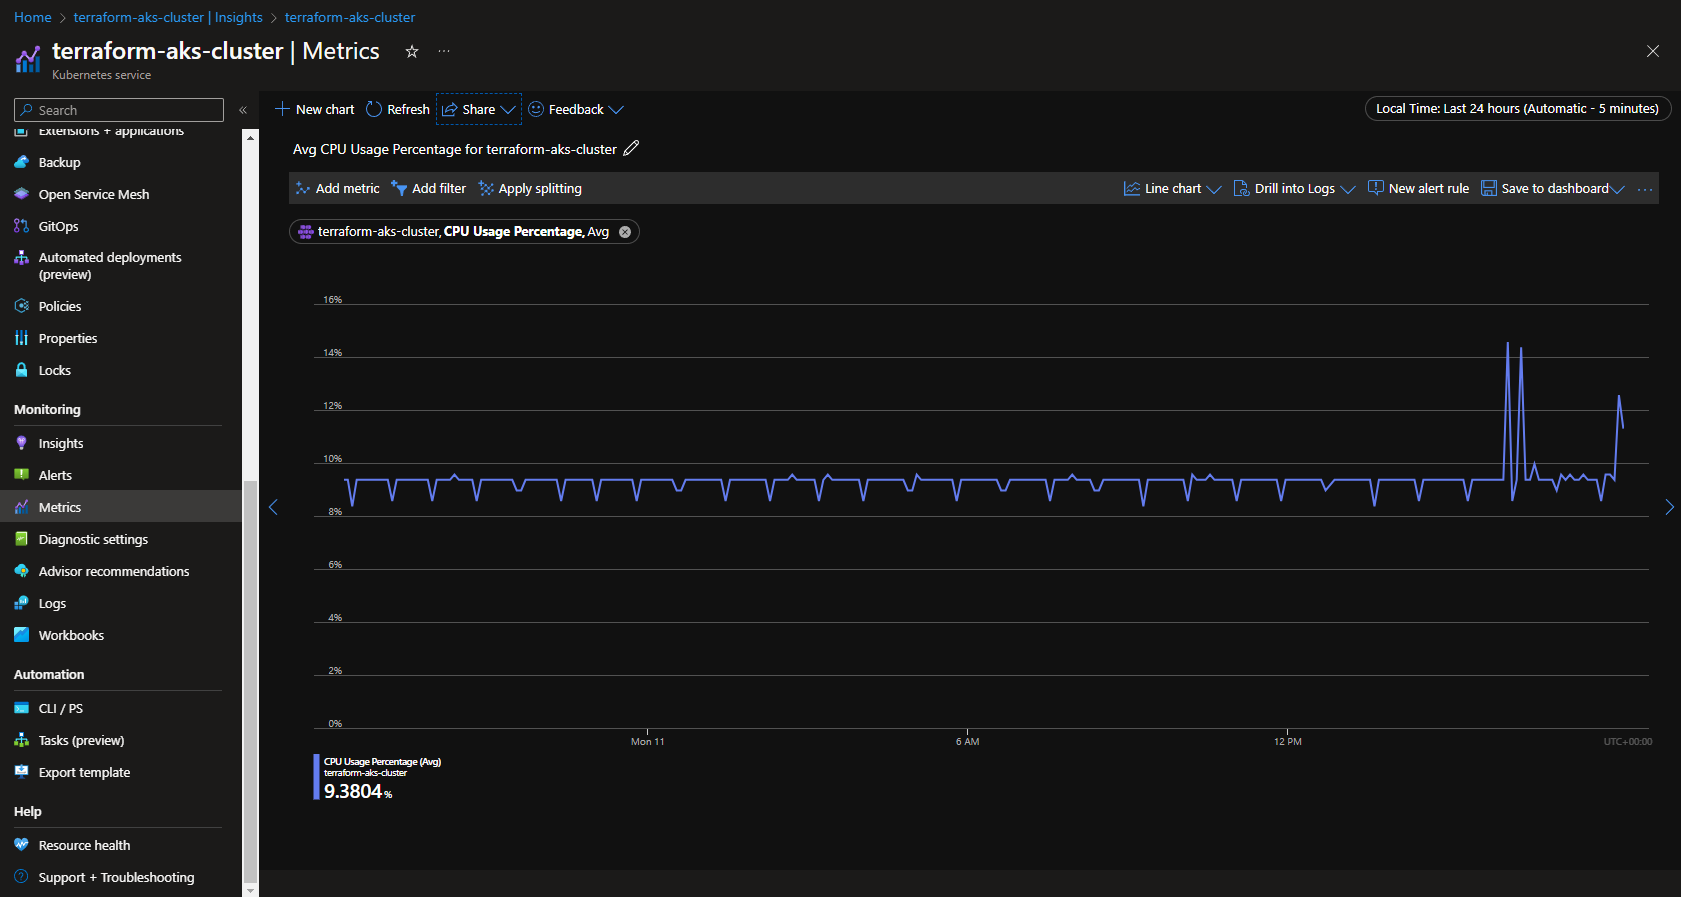 Home > terraform-aks-cluster | Insights > terraform-aks-cluster
terraform-aks-cluster | Metrics
Kubernetes service
Search
New chart Refresh Share Feedback
Local Time: Last 24 hours (Automatic - 5 minutes)
Extensions + applications
Backup
Open Service Mesh
GitOps
Automated deployments
(preview)
Policies
Properties
Locks
Monitoring
Insights
Alerts
Metrics
Diagnostic settings
Advisor recommendations
Logs
Workbooks
Automation
CLI / PS
Tasks (preview)
Export template
Help
Resource health
Support + Troubleshooting
Avg CPU Usage Percentage for terraform-aks-cluster
Add metric Add filter Apply splitting
Line chart Drill into Logs New alert rule Save to dashboard
terraform-aks-cluster, CPU Usage Percentage, Avg
16%
14%
12%
10%
8%
6%
4%
2%
0%
Mon 11 6 AM 12 PM UTC+00:00
CPU Usage Percentage (Avg)
terraform-aks-cluster
9.3804 %